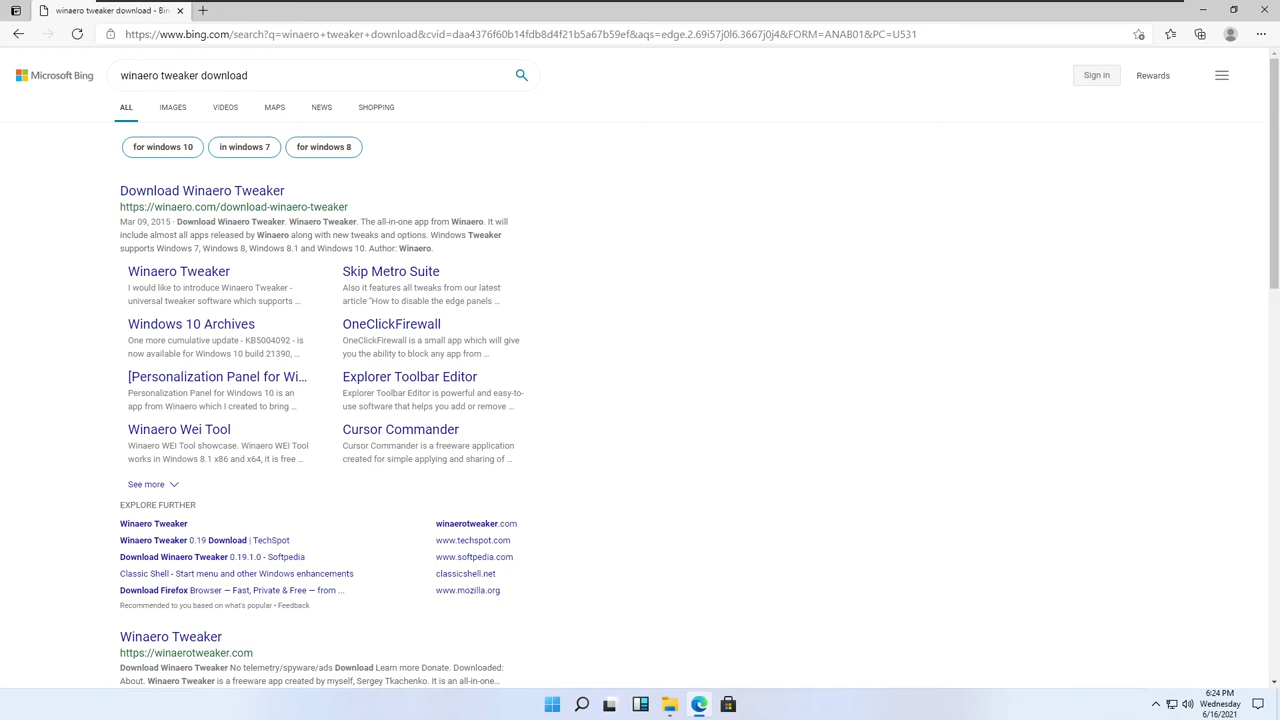 winaero tweaker download - Bin
https://www.bing.com/search?q=winaero+tweaker+download&cvid=daa4376f60b14fdb8d4f21b5a67b59ef&aqs=edge.2.69i57j0l6.3667j0j4&FORM=ANAB01&PC=U531
Microsoft Bing
winaero tweaker download
Sign in
Rewards
ALL IMAGES VIDEOS MAPS NEWS SHOPPING
for windows 10 in windows 7 for windows 8
Download Winaero Tweaker
https://winaero.com/download-winaero-tweaker
Mar 09, 2015 · Download Winaero Tweaker. Winaero Tweaker. The all-in-one app from Winaero. It will
include almost all apps released by Winaero along with new tweaks and options. Windows Tweaker
supports Windows 7, Windows 8, Windows 8.1 and Windows 10. Author: Winaero.
Winaero Tweaker
I would like to introduce Winaero Tweaker -
universal tweaker software which supports ...
Skip Metro Suite
Also it features all tweaks from our latest
article "How to disable the edge panels ...
Windows 10 Archives
One more cumulative update - KB5004092 - is
now available for Windows 10 build 21390, ...
OneClickFirewall
OneClickFirewall is a small app which will give
you the ability to block any app from ...
[Personalization Panel for Wi...
Personalization Panel for Windows 10 is an
app from Winaero which I created to bring ...
Explorer Toolbar Editor
Explorer Toolbar Editor is powerful and easy-to-
use software that helps you add or remove ...
Winaero Wei Tool
Winaero WEI Tool showcase. Winaero WEI Tool
works in Windows 8.1 x86 and x64, it is free ...
Cursor Commander
Cursor Commander is a freeware application
created for simple applying and sharing of ...
See more
EXPLORE FURTHER
Winaero Tweaker winaerotweaker.com
Winaero Tweaker 0.19 Download | TechSpot www.techspot.com
Download Winaero Tweaker 0.19.1.0 - Softpedia www.softpedia.com
Classic Shell - Start menu and other Windows enhancements classicshell.net
Download Firefox Browser — Fast, Private & Free — from ... www.mozilla.org
Recommended to you based on what's popular • Feedback
Winaero Tweaker
https://winaerotweaker.com
Download Winaero Tweaker No telemetry/spyware/ads Download Learn more Donate. Downloaded:
About. Winaero Tweaker is a freeware app created by myself, Sergey Tkachenko. It is an all-in-one...
6:24 PM
Wednesday
6/16/2021